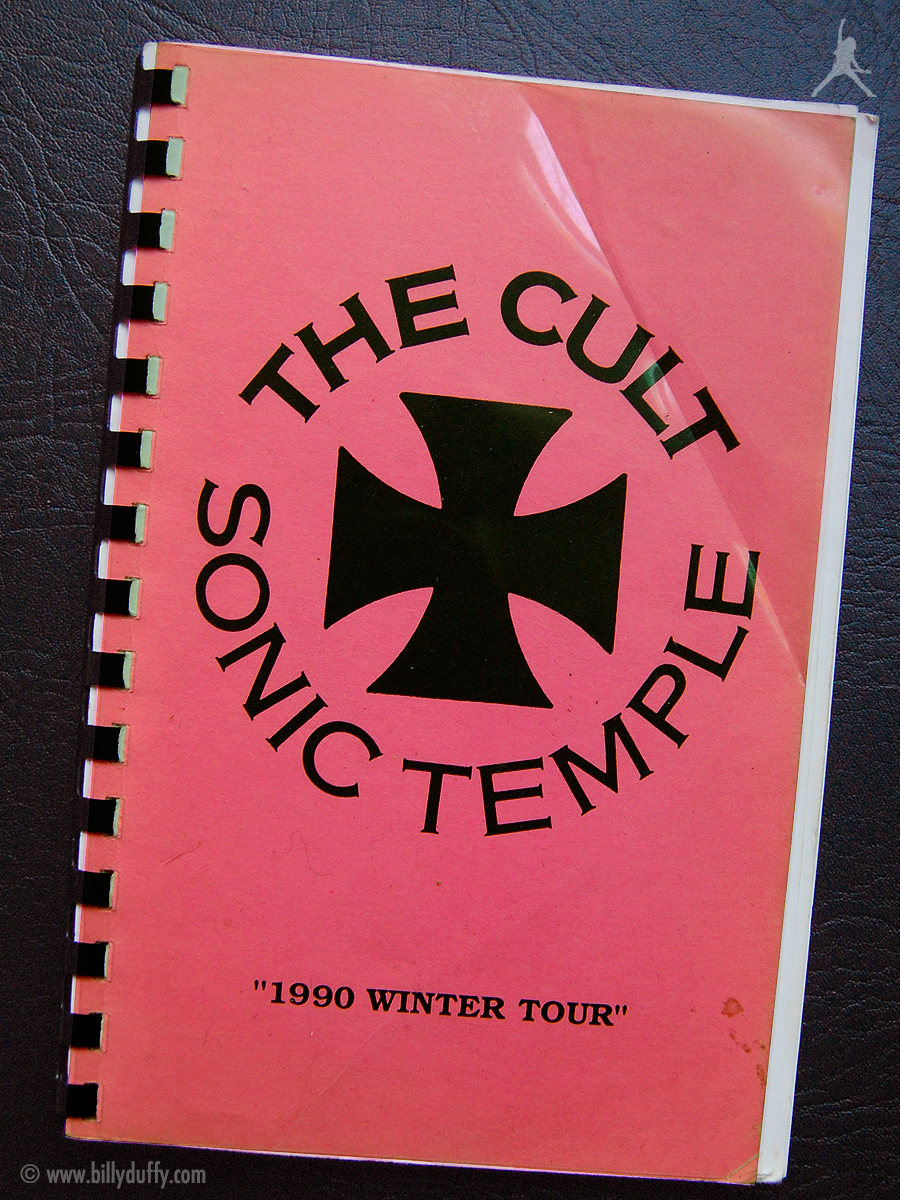 THE CULT
SONIC TEMPLE
"1990 WINTER TOUR"
© www.billyduffy.com